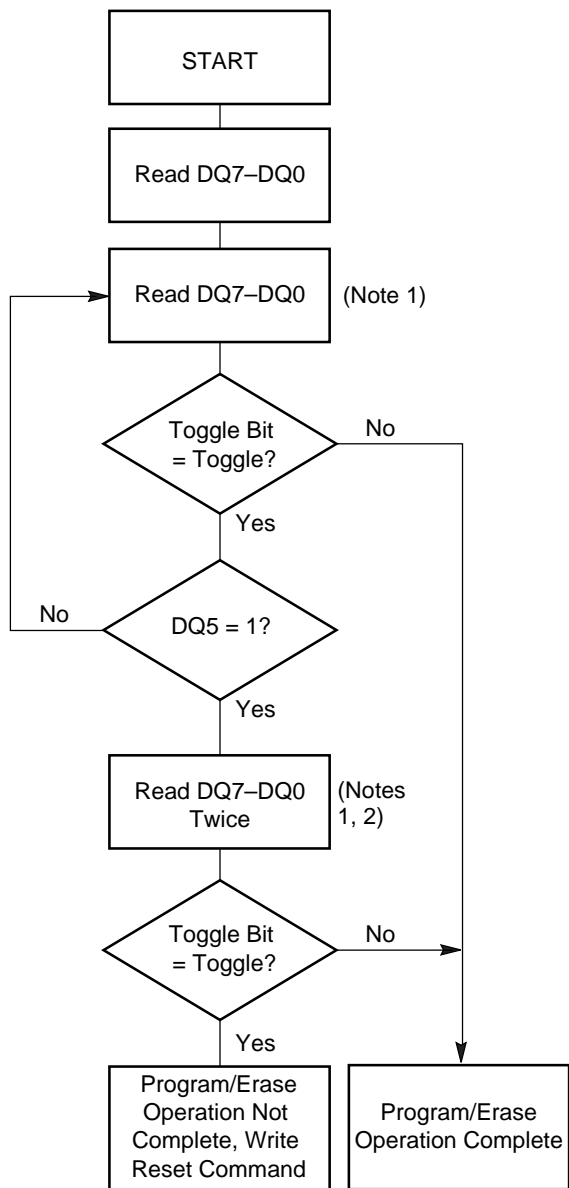 START
Read DQ7–DQ0
Read DQ7–DQ0
(Note 1)
Toggle Bit
= Toggle?
No
Yes
DQ5 = 1?
No
Yes
Read DQ7–DQ0
Twice
(Notes
1, 2)
Toggle Bit
= Toggle?
No
Yes
Program/Erase
Operation Not
Complete, Write
Reset Command
Program/Erase
Operation Complete